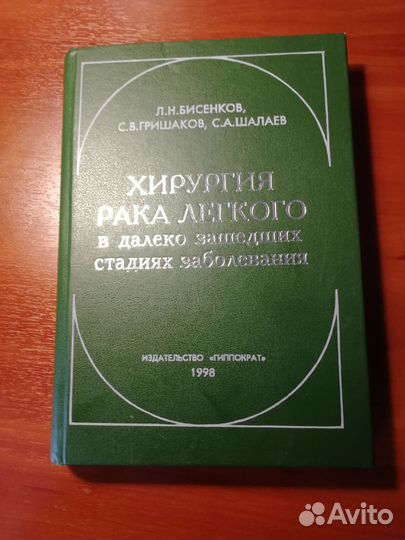 Л.Н.БИСЕНКОВ,
С.В.ГРИШАКОВ, С.А.ШАЛАЕВ
ХИРУРГИЯ
РАКА ЛЕГКОГО
в далеко зашедших
стадиях заболевания
ИЗДАТЕЛЬСТВО «ГИППОКРАТ»
1998
Avito